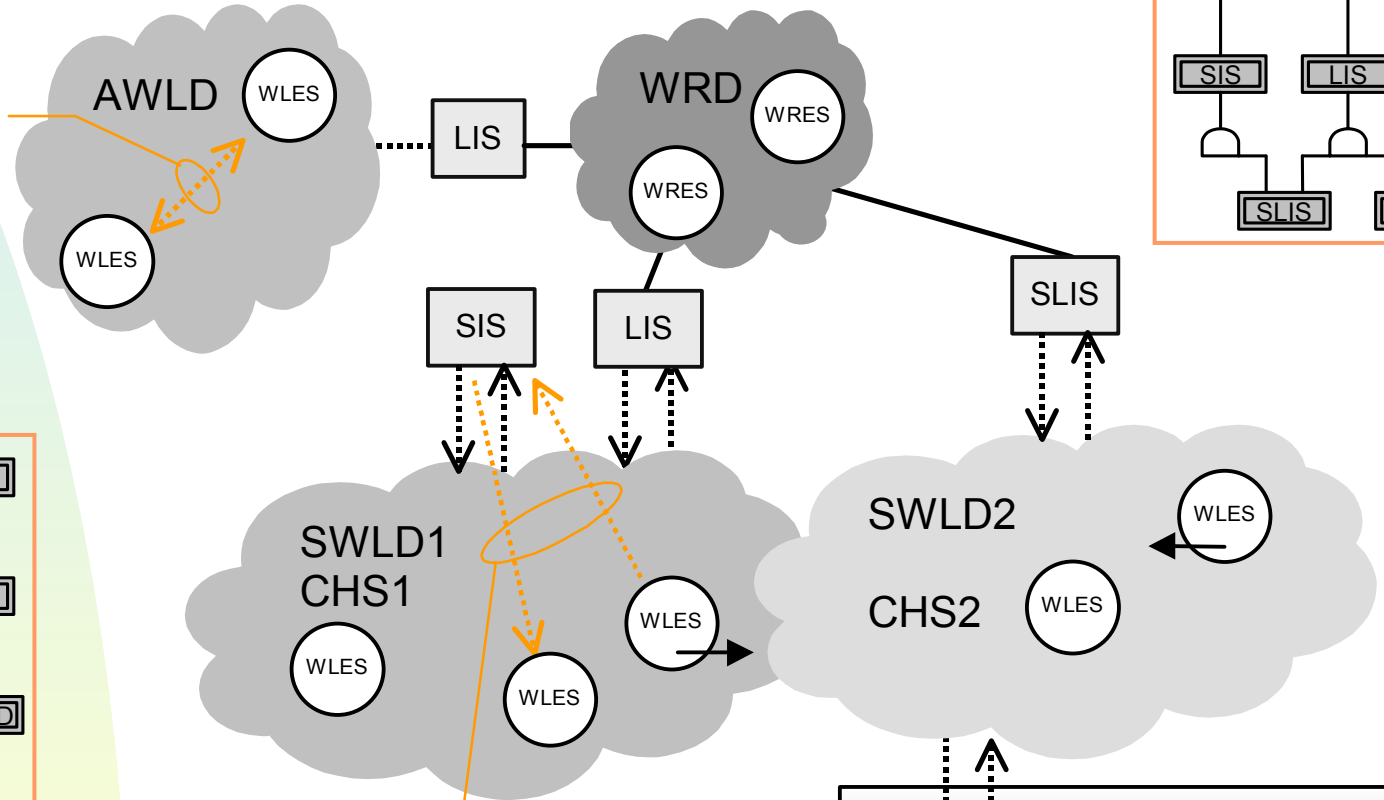 AWLD
WLES
WLES
LIS
WRD
WRES
WRES
SIS
LIS
SLIS
SIS
LIS
SLIS
SWLD1
CHS1
WLES
WLES
WLES
SWLD2
CHS2
WLES
WLES
D